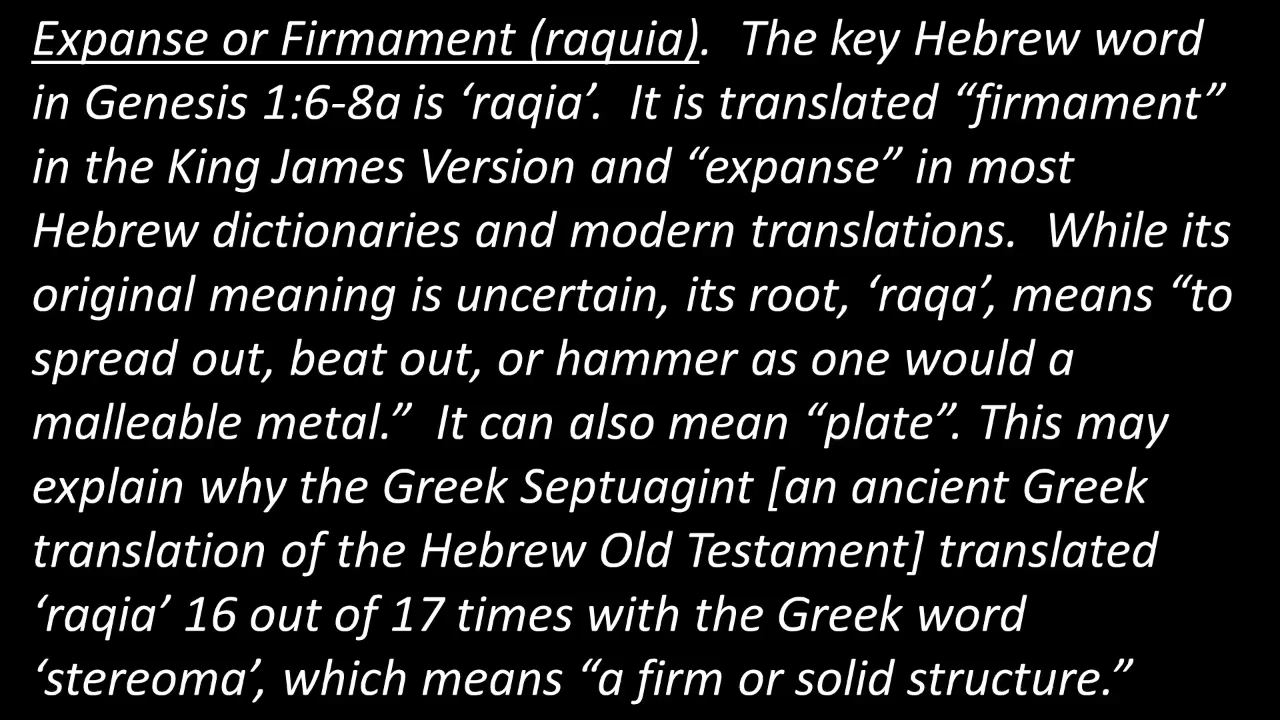 Expanse or Firmament (raquia).  The key Hebrew word
in Genesis 1:6-8a is ‘raqia’.  It is translated “firmament”
in the King James Version and “expanse” in most
Hebrew dictionaries and modern translations.  While its
original meaning is uncertain, its root, ‘raqa’, means “to
spread out, beat out, or hammer as one would a
malleable metal.”  It can also mean “plate”. This may
explain why the Greek Septuagint [an ancient Greek
translation of the Hebrew Old Testament] translated
‘raqia’ 16 out of 17 times with the Greek word
‘stereoma’, which means “a firm or solid structure.”